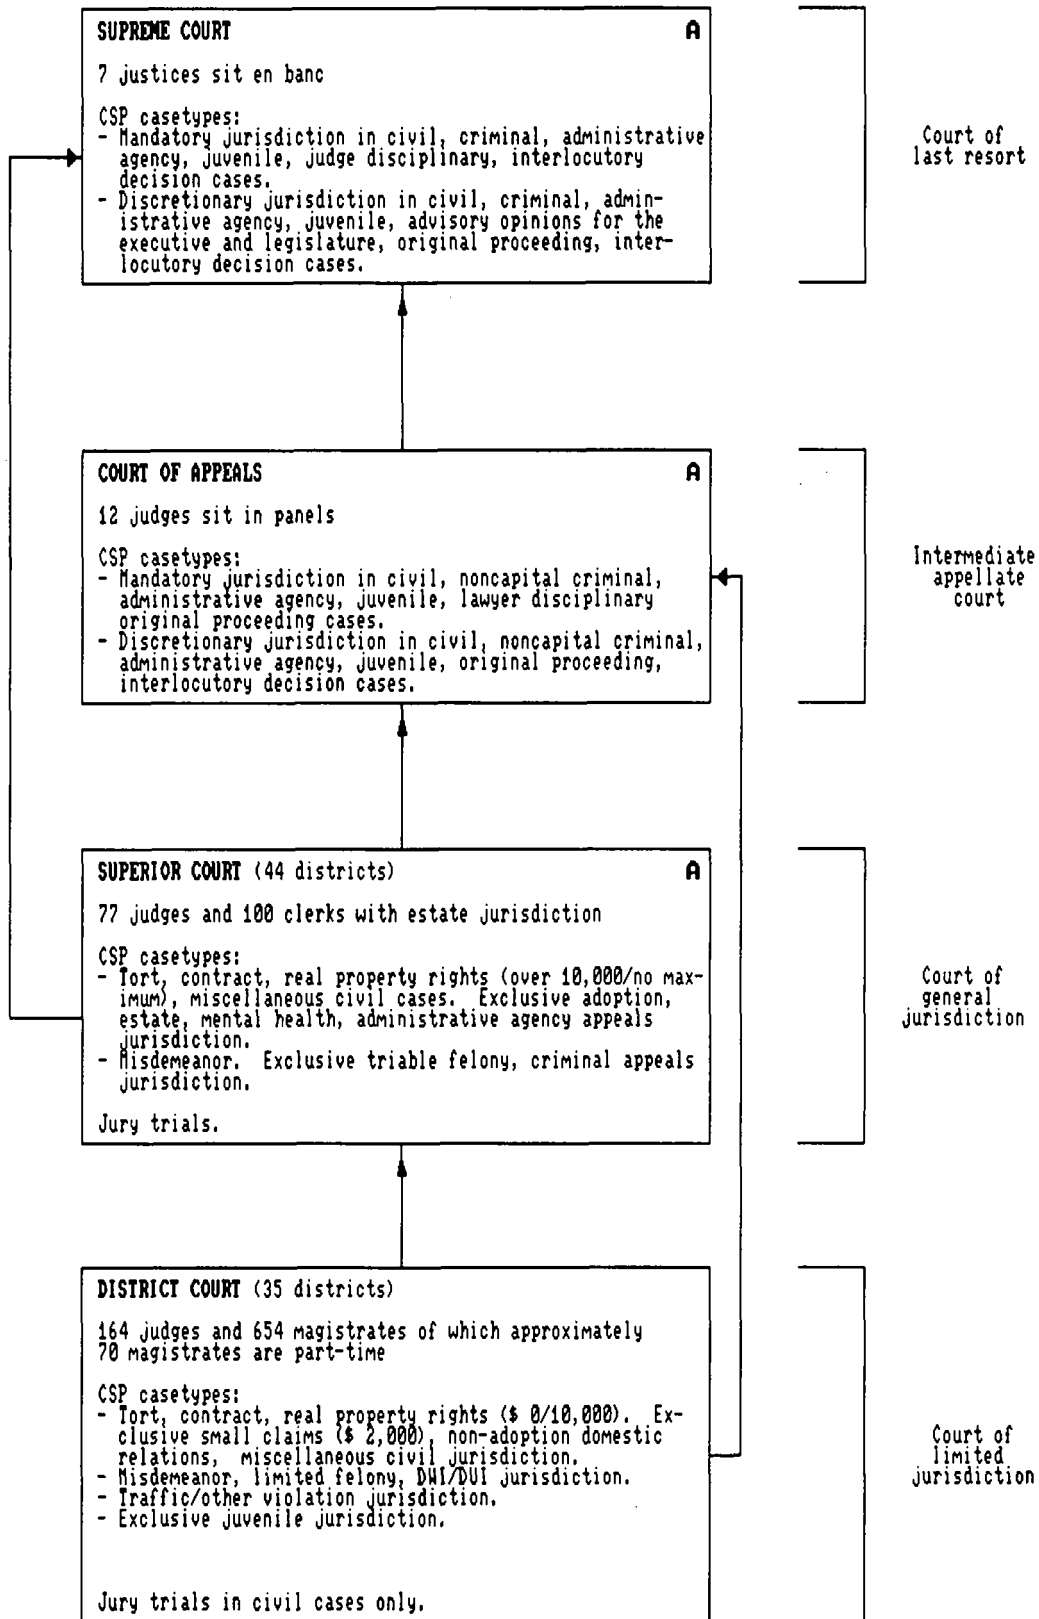 SUPREME COURT A
7 justices sit en banc
CSP casetypes:
- Mandatory jurisdiction in civil, criminal, administrative
agency, juvenile, judge disciplinary, interlocutory
decision cases.
- Discretionary jurisdiction in civil, criminal, admin-
istrative agency, juvenile, advisory opinions for the
executive and legislature, original proceeding, inter-
locutory decision cases.
Court of
last resort
COURT OF APPEALS A
12 judges sit in panels
CSP casetypes:
- Mandatory jurisdiction in civil, noncapital criminal,
administrative agency, juvenile, lawyer disciplinary
original proceeding cases.
- Discretionary jurisdiction in civil, noncapital criminal,
administrative agency, juvenile, original proceeding,
interlocutory decision cases.
Intermediate
appellate
court
SUPERIOR COURT (44 districts) A
77 judges and 100 clerks with estate jurisdiction
CSP casetypes:
- Tort, contract, real property rights (over 10,000/no max-
imum), miscellaneous civil cases. Exclusive adoption,
estate, mental health, administrative agency appeals
jurisdiction.
- Misdemeanor. Exclusive triable felony, criminal appeals
jurisdiction.
Jury trials.
Court of
general
jurisdiction
DISTRICT COURT (35 districts)
164 judges and 654 magistrates of which approximately
70 magistrates are part-time
CSP casetypes:
- Tort, contract, real property rights ($ 0/10,000). Ex-
clusive small claims ($ 2,000), non-adoption domestic
relations, miscellaneous civil jurisdiction.
- Misdemeanor, limited felony, DWI/DUI jurisdiction.
- Traffic/other violation jurisdiction.
- Exclusive juvenile jurisdiction.
Jury trials in civil cases only.
Court of
limited
jurisdiction